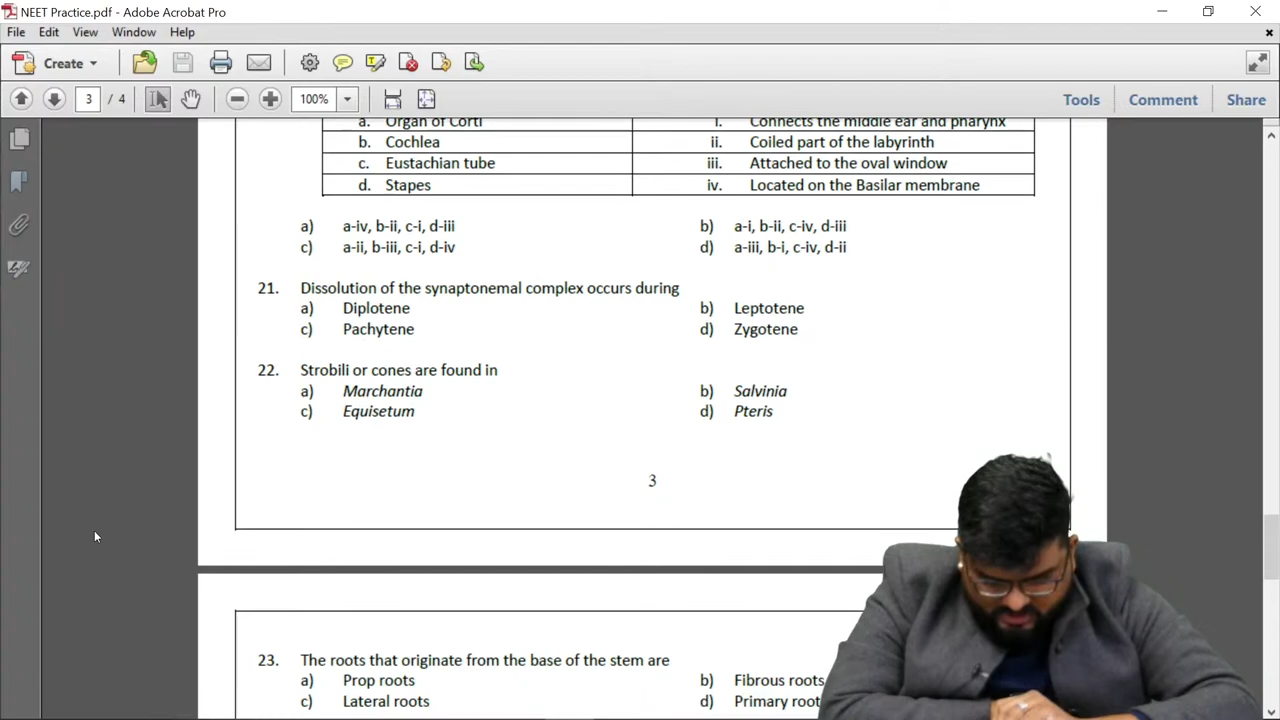 NEET Practice.pdf - Adobe Acrobat Pro
File Edit View Window Help
Create
3 / 4 100% Tools Comment Share
a. Organ of Corti i. Connects the middle ear and pharynx
b. Cochlea ii. Coiled part of the labyrinth
c. Eustachian tube iii. Attached to the oval window
d. Stapes iv. Located on the Basilar membrane
a) a-iv, b-ii, c-i, d-iii b) a-i, b-ii, c-iv, d-iii
c) a-ii, b-iii, c-i, d-iv d) a-iii, b-i, c-iv, d-ii
21. Dissolution of the synaptonemal complex occurs during
a) Diplotene b) Leptotene
c) Pachytene d) Zygotene
22. Strobili or cones are found in
a) Marchantia b) Salvinia
c) Equisetum d) Pteris
3
23. The roots that originate from the base of the stem are
a) Prop roots b) Fibrous roots
c) Lateral roots d) Primary root